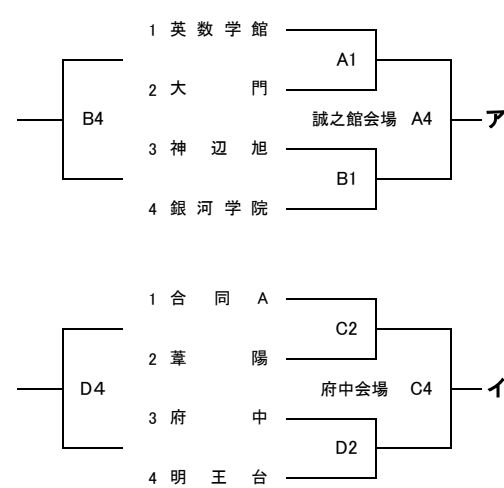 1 英数学館
A1
2 大門
B4
誠之館会場 A4
ア
3 神辺旭
B1
4 銀河学院
1 合同A
C2
2 葦陽
D4
府中会場 C4
イ
3 府中
D2
4 明王台